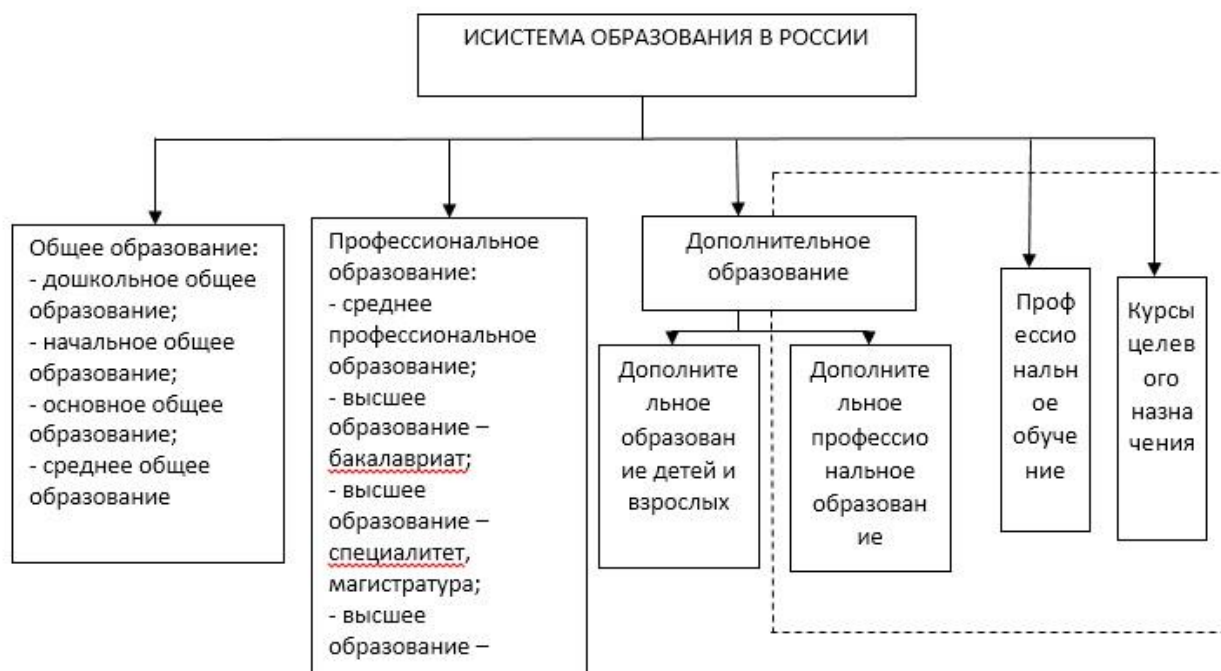 ИСИСТЕМА ОБРАЗОВАНИЯ В РОССИИ
Общее образование:
- дошкольное общее
образование;
- начальное общее
образование;
- основное общее
образование;
- среднее общее
образование
Профессиональное
образование:
- среднее
профессиональное
образование;
- высшее
образование –
бакалавриат;
- высшее
образование –
специалитет,
магистратура;
- высшее
образование –
Дополнительное
образование
Дополните
льное
образован
ие детей и
взрослых
Дополните
льное
профессио
нальное
образован
ие
Проф
ессио
нальн
ое
обуче
ние
Курсы
целев
ого
назна
чения